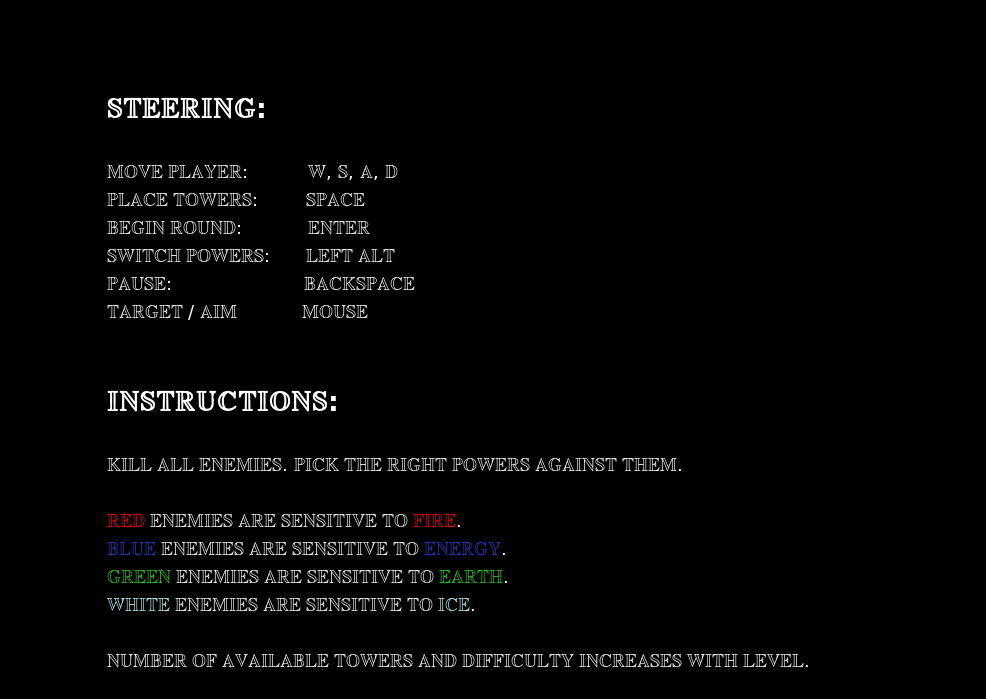 STEERING:
MOVE PLAYER: W, S, A, D
PLACE TOWERS: SPACE
BEGIN ROUND: ENTER
SWITCH POWERS: LEFT ALT
PAUSE: BACKSPACE
TARGET / AIM MOUSE
INSTRUCTIONS:
KILL ALL ENEMIES. PICK THE RIGHT POWERS AGAINST THEM.
RED ENEMIES ARE SENSITIVE TO FIRE.
BLUE ENEMIES ARE SENSITIVE TO ENERGY.
GREEN ENEMIES ARE SENSITIVE TO EARTH.
WHITE ENEMIES ARE SENSITIVE TO ICE.
NUMBER OF AVAILABLE TOWERS AND DIFFICULTY INCREASES WITH LEVEL.